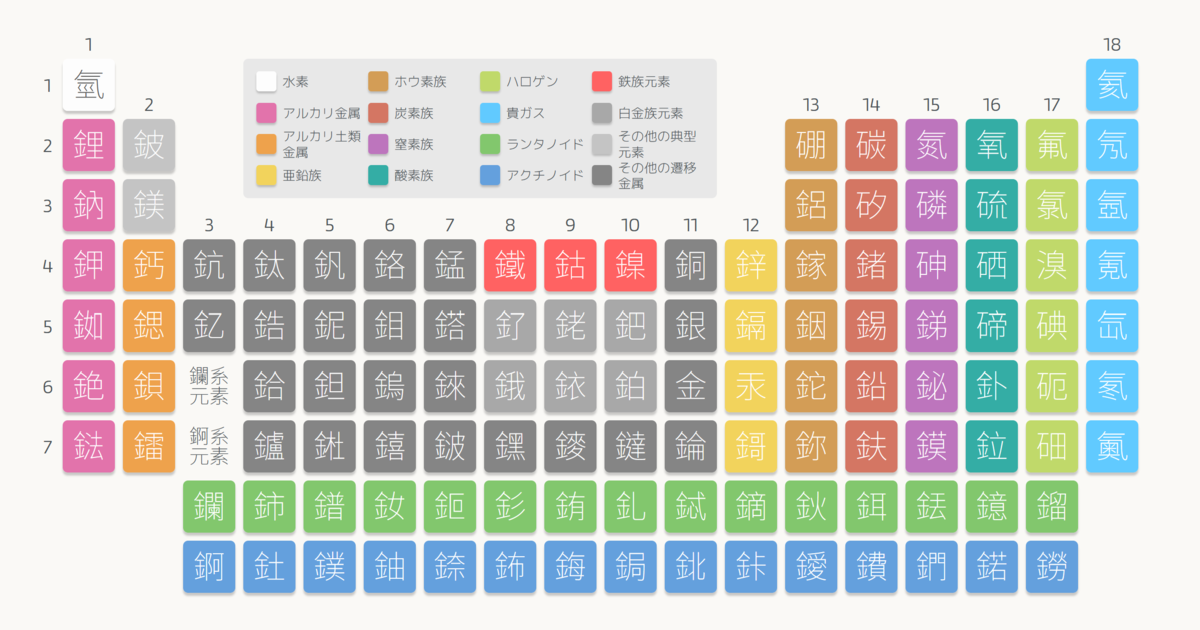 1
18
水素
ホウ素族
ハロゲン
鉄族元素
アルカリ金属
炭素族
貴ガス
白金族元素
アルカリ土類
金属
窒素族
ランタノイド
その他の典型
元素
亜鉛族
酸素族
アクチノイド
その他の遷移
金属
1 氫 氦
2 13 14 15 16 17
2 鋰 鈹 硼 碳 氮 氧 氟 氖
3 鈉 鎂 鋁 矽 磷 硫 氯 氬
3 4 5 6 7 8 9 10 11 12
4 鉀 鈣 鈧 鈦 釩 鉻 錳 鐵 鈷 鎳 銅 鋅 鎵 鍺 砷 硒 溴 氪
5 銣 鍶 釔 鋯 鈮 鉬 鎝 釕 銠 鈀 銀 鎘 銦 錫 銻 碲 碘 氙
6 銫 鋇 鑭系元素 鉿 鉭 鎢 錸 鋨 銥 鉑 金 汞 鉈 鉛 鉍 釙 砈 氡
7 鍅 鐳 錒系元素 鑪 𨧀 𨭎 𨨏 𨭆 䥑 鐽 錀 鎶 鉨 鈇 鏌 鉝 鿬 鿫
鑭 鈰 鐠 釹 鉕 釤 銪 釓 鋱 鏑 鈥 鉺 銩 鐿 鎦
錒 釷 鏷 鈾 錼 鈽 鋂 鋦 鉳 鉲 鑀 鐨 鍆 鍩 鐒